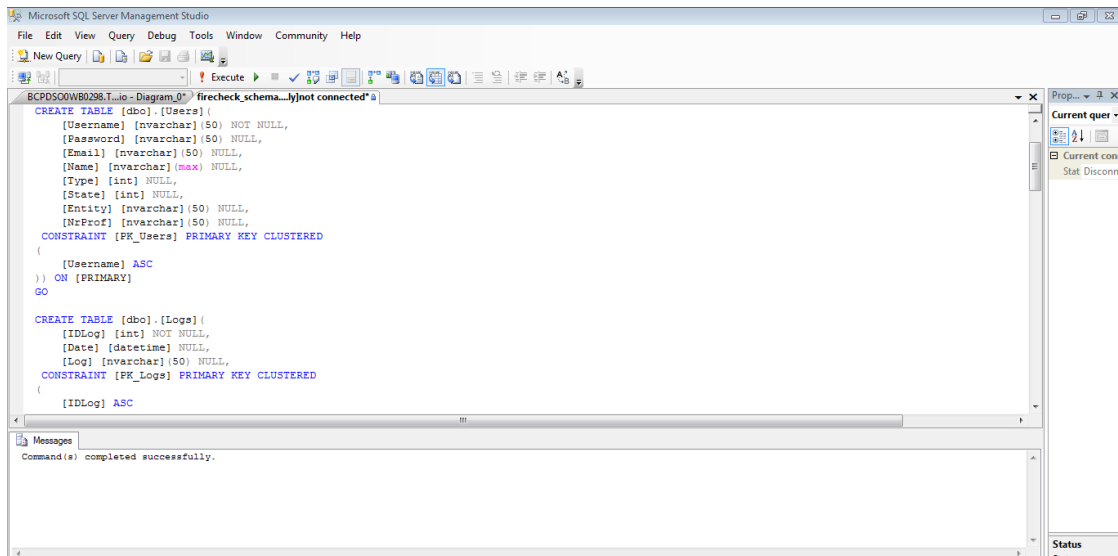 Microsoft SQL Server Management Studio
File Edit View Query Debug Tools Window Community Help
New Query
Execute
BCPDSO0WB0298.T...io - Diagram_0* firecheck_schema....ly]not connected*
CREATE TABLE [dbo].[Users](
[Username] [nvarchar](50) NOT NULL,
[Password] [nvarchar](50) NULL,
[Email] [nvarchar](50) NULL,
[Name] [nvarchar](max) NULL,
[Type] [int] NULL,
[State] [int] NULL,
[Entity] [nvarchar](50) NULL,
[NrProf] [nvarchar](50) NULL,
CONSTRAINT [PK_Users] PRIMARY KEY CLUSTERED
(
[Username] ASC
)) ON [PRIMARY]
GO
CREATE TABLE [dbo].[Logs](
[IDLog] [int] NOT NULL,
[Date] [datetime] NULL,
[Log] [nvarchar](50) NULL,
CONSTRAINT [PK_Logs] PRIMARY KEY CLUSTERED
(
[IDLog] ASC
Messages
Command(s) completed successfully.
Prop...
Current quer
Current con
Stat Disconn
Status